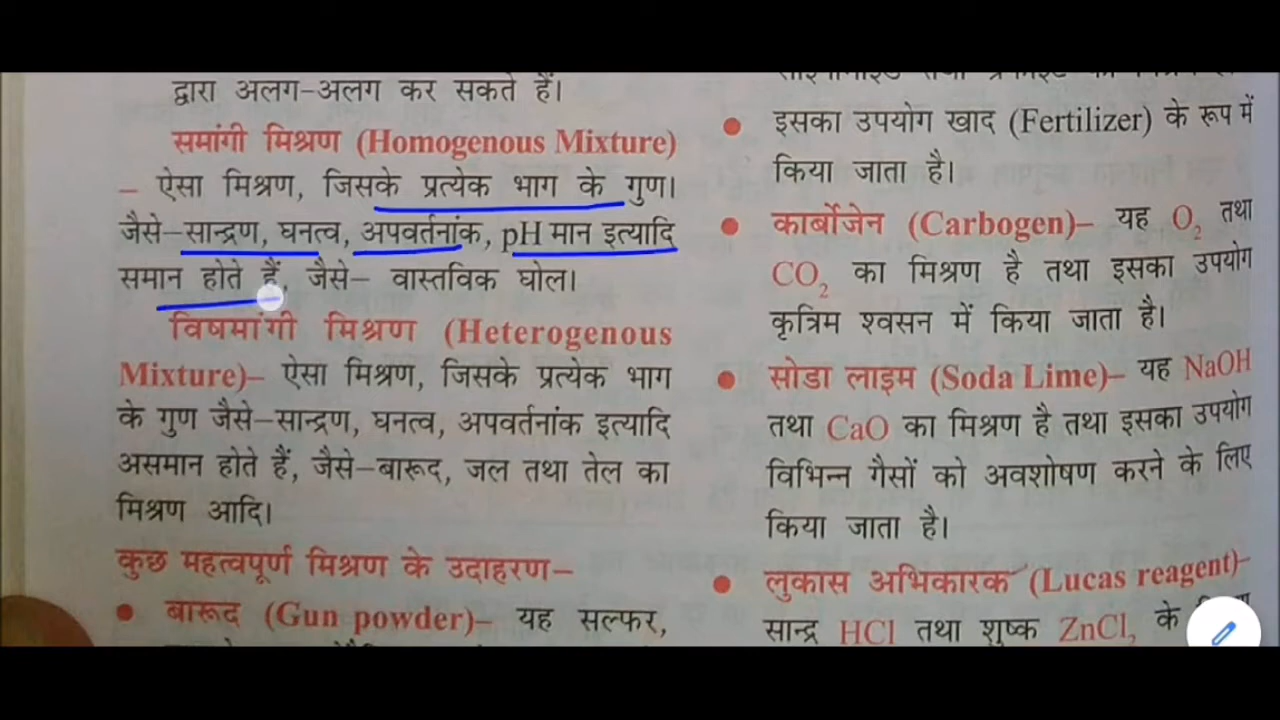 द्वारा अलग-अलग कर सकते हैं।
समांगी मिश्रण (Homogenous Mixture)
– ऐसा मिश्रण, जिसके प्रत्येक भाग के गुण।
जैसे–सान्द्रण, घनत्व, अपवर्तनांक, pH मान इत्यादि
समान होते हैं, जैसे– वास्तविक घोल।
विषमांगी मिश्रण (Heterogenous
Mixture)– ऐसा मिश्रण, जिसके प्रत्येक भाग
के गुण जैसे–सान्द्रण, घनत्व, अपवर्तनांक इत्यादि
असमान होते हैं, जैसे–बारूद, जल तथा तेल का
मिश्रण आदि।
कुछ महत्वपूर्ण मिश्रण के उदाहरण–
• बारूद (Gun powder)– यह सल्फर,
• इसका उपयोग खाद (Fertilizer) के रूप में
किया जाता है।
• कार्बोजेन (Carbogen)– यह O₂ तथा
CO₂ का मिश्रण है तथा इसका उपयोग
कृत्रिम श्वसन में किया जाता है।
• सोडा लाइम (Soda Lime)– यह NaOH
तथा CaO का मिश्रण है तथा इसका उपयोग
विभिन्न गैसों को अवशोषण करने के लिए
किया जाता है।
• लुकास अभिकारक (Lucas reagent)–
सान्द्र HCl तथा शुष्क ZnCl₂ के